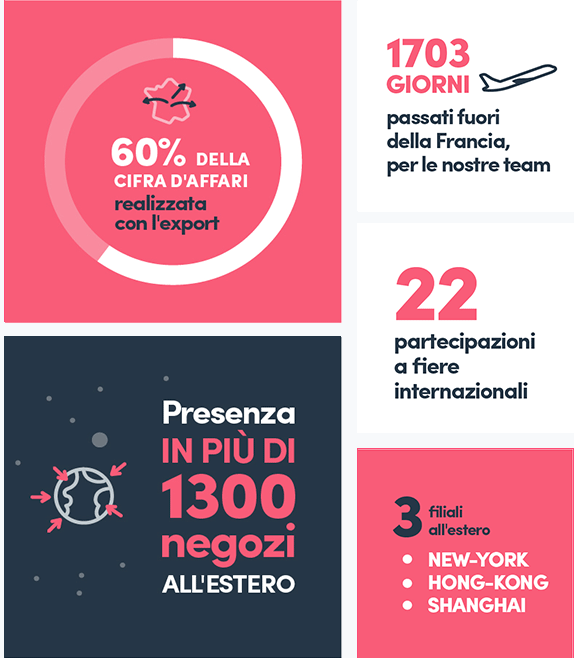 60% DELLA
CIFRA D'AFFARI
realizzata
con l'export
1703
GIORNI
passati fuori
della Francia,
per le nostre team
22
partecipazioni
a fiere
internazionali
Presenza
IN PIÙ DI
1300
negozi
ALL'ESTERO
3 filiali
all'estero
NEW-YORK
HONG-KONG
SHANGHAI